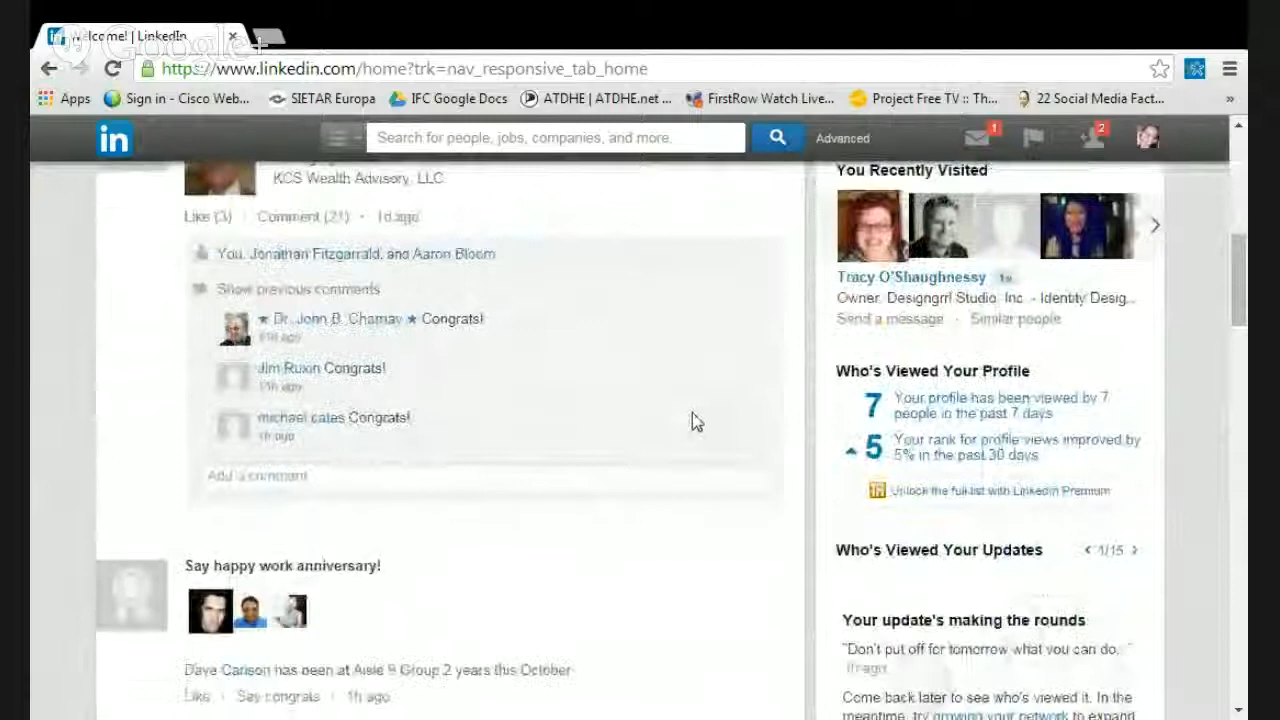 Welcome! | LinkedIn
Google+
https://www.linkedin.com/home?trk=nav_responsive_tab_home
Apps Sign in - Cisco Web... SIETAR Europa IFC Google Docs ATDHE | ATDHE.net ... FirstRow Watch Live... Project Free TV :: Th... 22 Social Media Fact... »
in Search for people, jobs, companies, and more. Advanced 1 2
KCS Wealth Advisory, LLC
Like (3) Comment (21) 1d ago
You, Jonathan Fitzgarrald, and Aaron Bloom
Show previous comments
Congrats!
11h ago
Jim Ruxin Congrats!
11h ago
michael cates Congrats!
1h ago
Add a comment
Say happy work anniversary!
Dave Carlson has been at Aisle 9 Group 2 years this October
Like Say congrats 1h ago
You Recently Visited
Tracy O'Shaughnessy
Owner, Designgrrl Studio, Inc. - Identity Desig...
Send a message Similar people
Who's Viewed Your Profile
7 Your profile has been viewed by 7
people in the past 7 days
5 Your rank for profile views improved by
5% in the past 30 days
Unlock the full list with LinkedIn Premium
Who's Viewed Your Updates 1/15
Your update's making the rounds
"Don't put off for tomorrow what you can do. "
Come back later to see who's viewed it. In the
meantime, try growing your network to expand